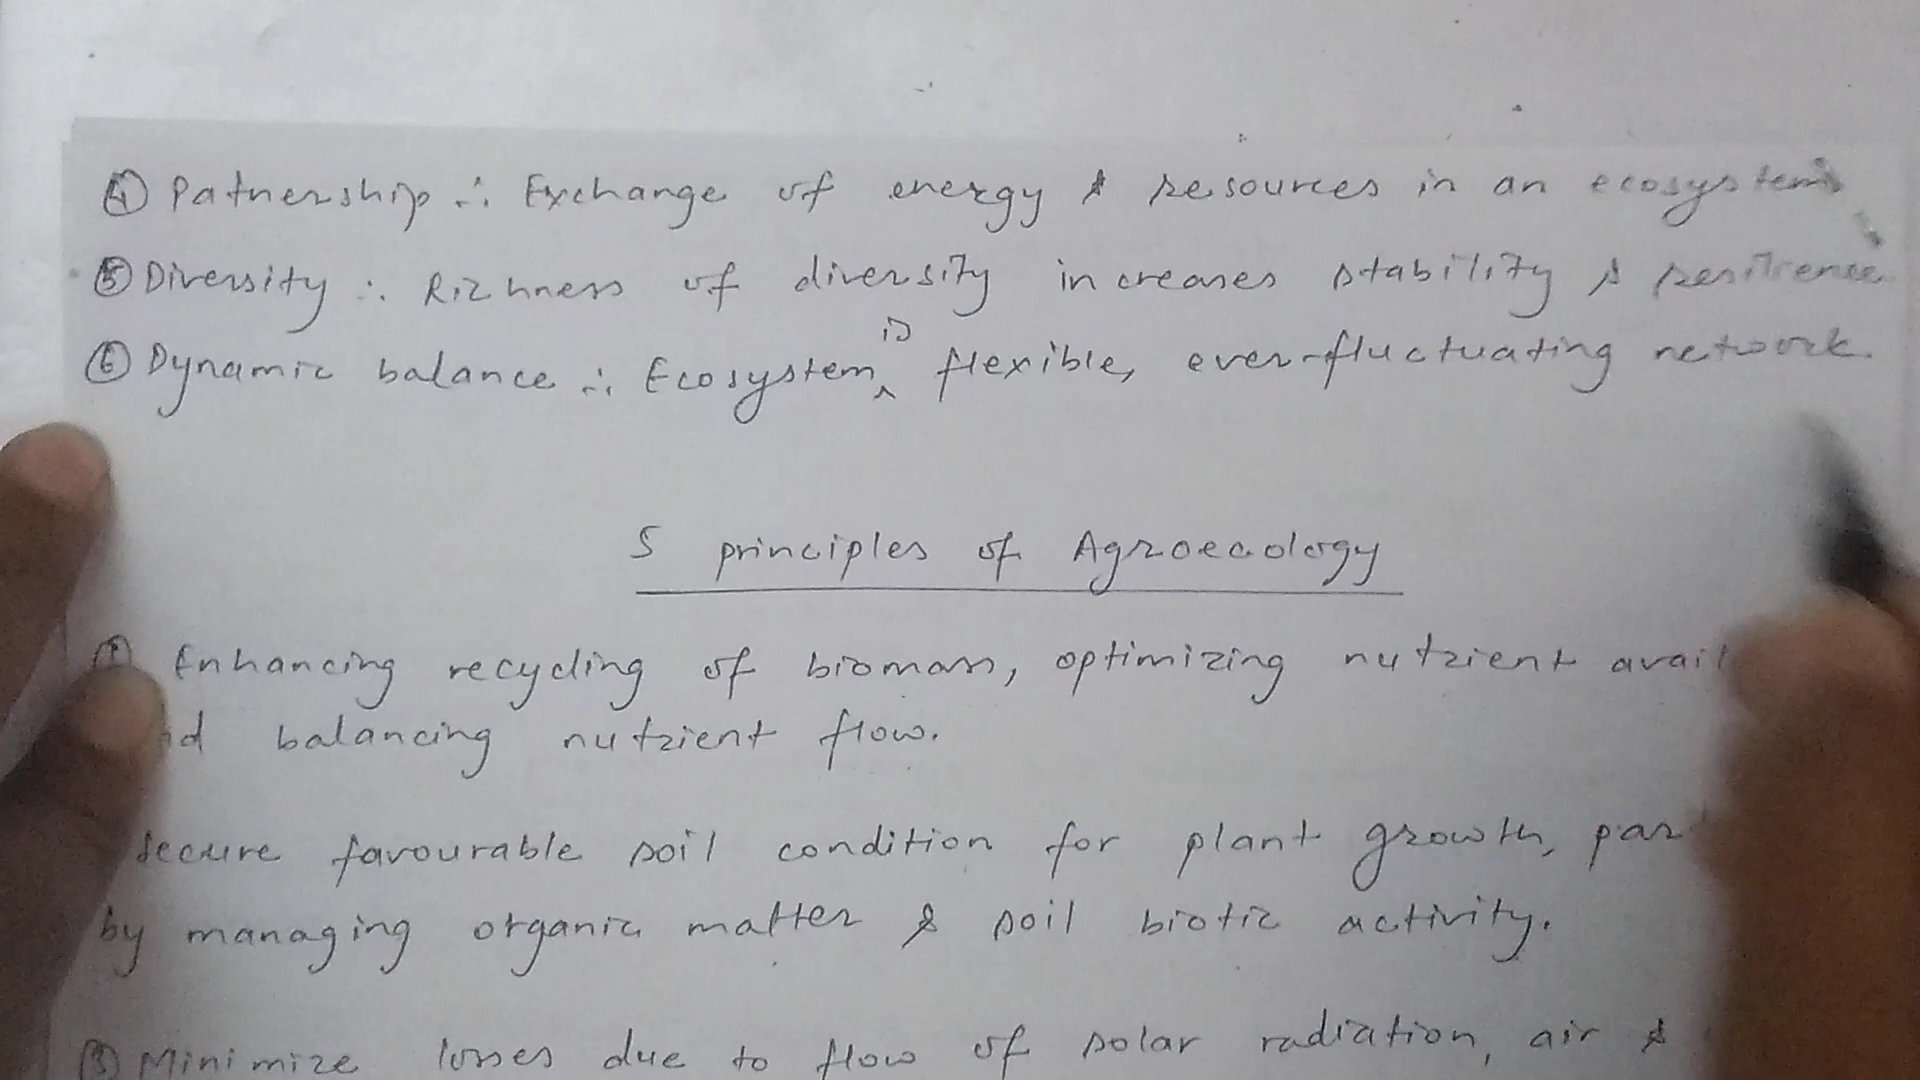 ④ Patnership ∴ Exchange of energy & resources in an ecosystem
⑤ Diversity ∴ Richness of diversity increases stability & resilience
⑥ Dynamic balance ∴ Ecosystem is flexible, ever-fluctuating network.
5 principles of Agroecology
① Enhancing recycling of biomass, optimizing nutrient
balancing nutrient flow.
Secure favourable soil condition for plant growth,
by managing organic matter & soil biotic activity.
③ Minimize losses due to flow of solar radiation, air &